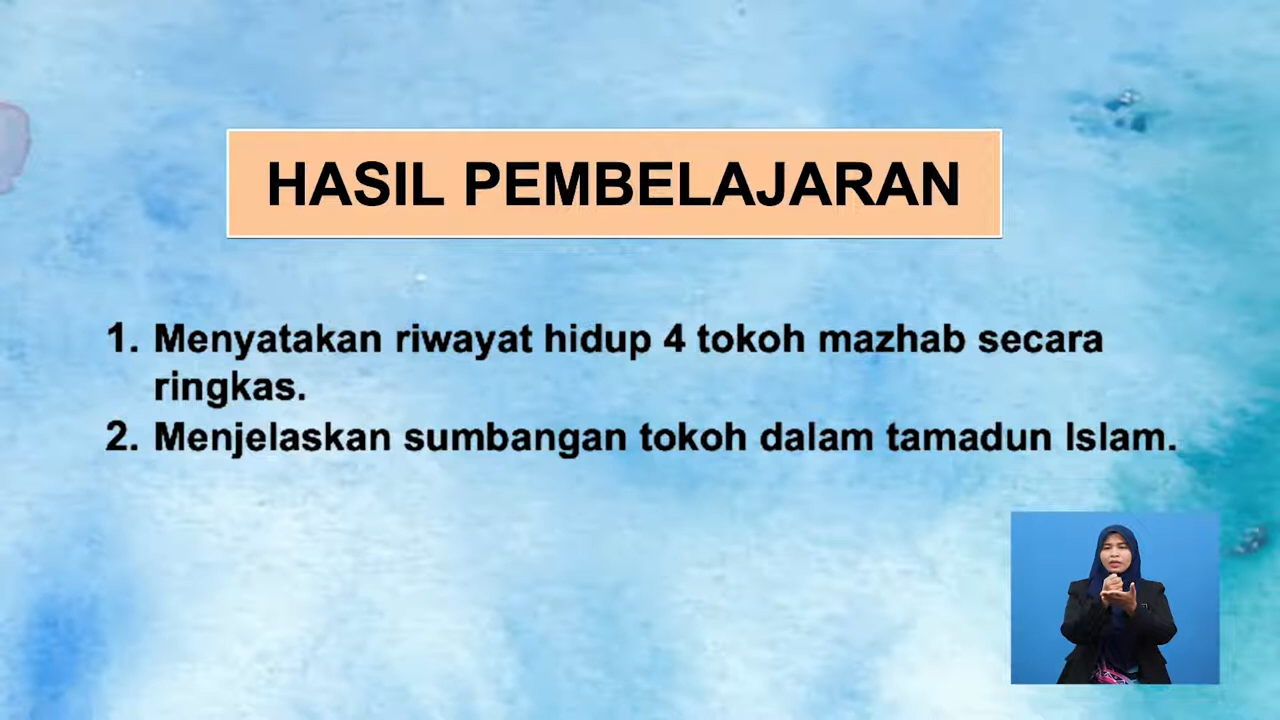 HASIL PEMBELAJARAN
1. Menyatakan riwayat hidup 4 tokoh mazhab secara
ringkas.
2. Menjelaskan sumbangan tokoh dalam tamadun Islam.